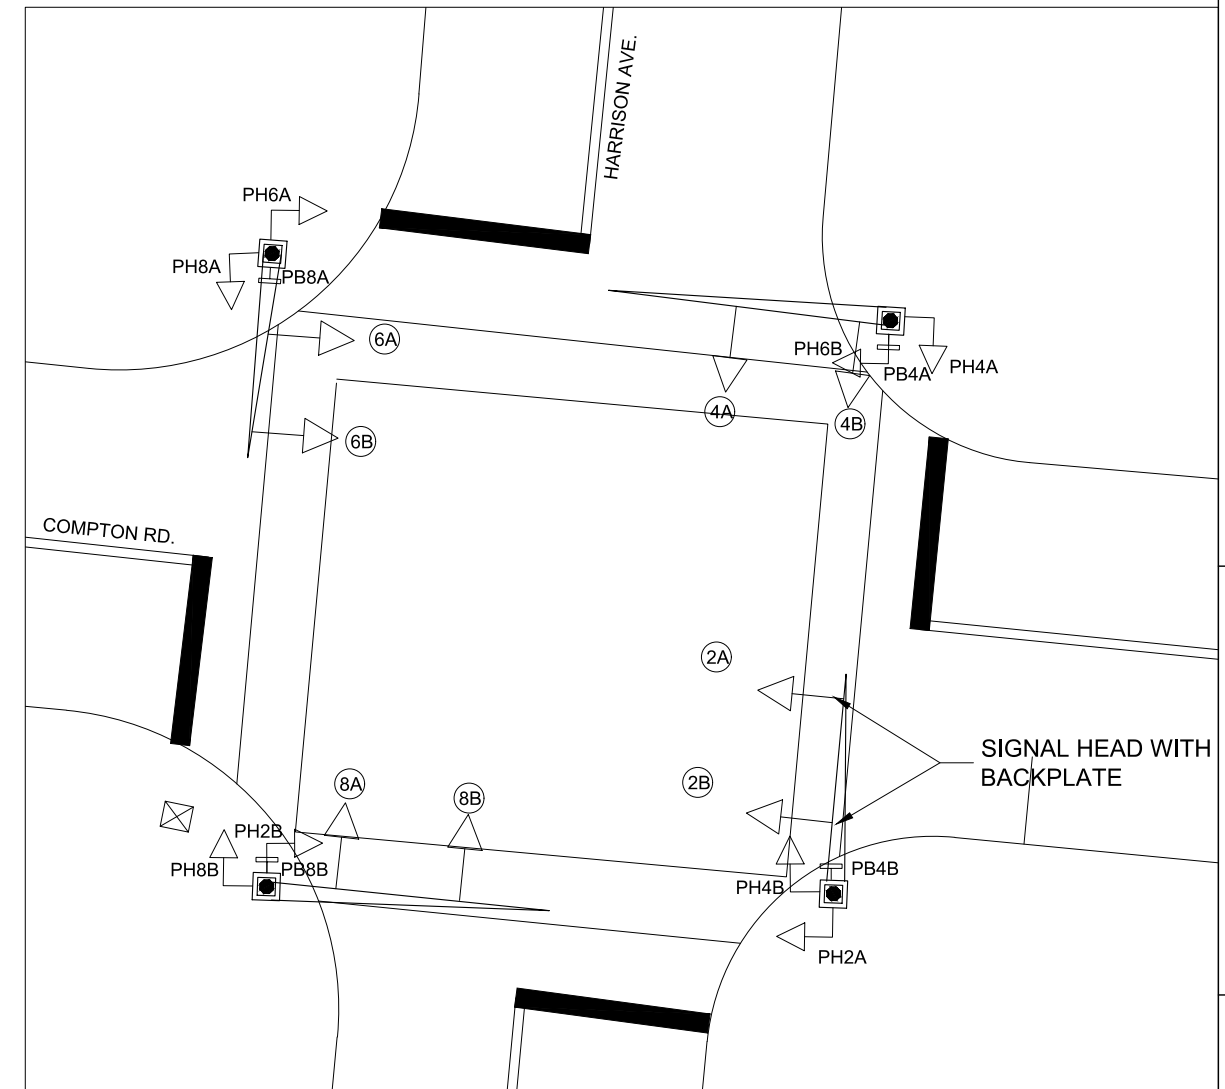 HARRISON AVE.
PH6A
PH8A
PB8A
6A
PH6B
PB4A
PH4A
4A
4B
6B
COMPTON RD.
2A
SIGNAL HEAD WITH
BACKPLATE
2B
8A
8B
PH2B
PH8B
PB8B
PH4B
PB4B
PH2A